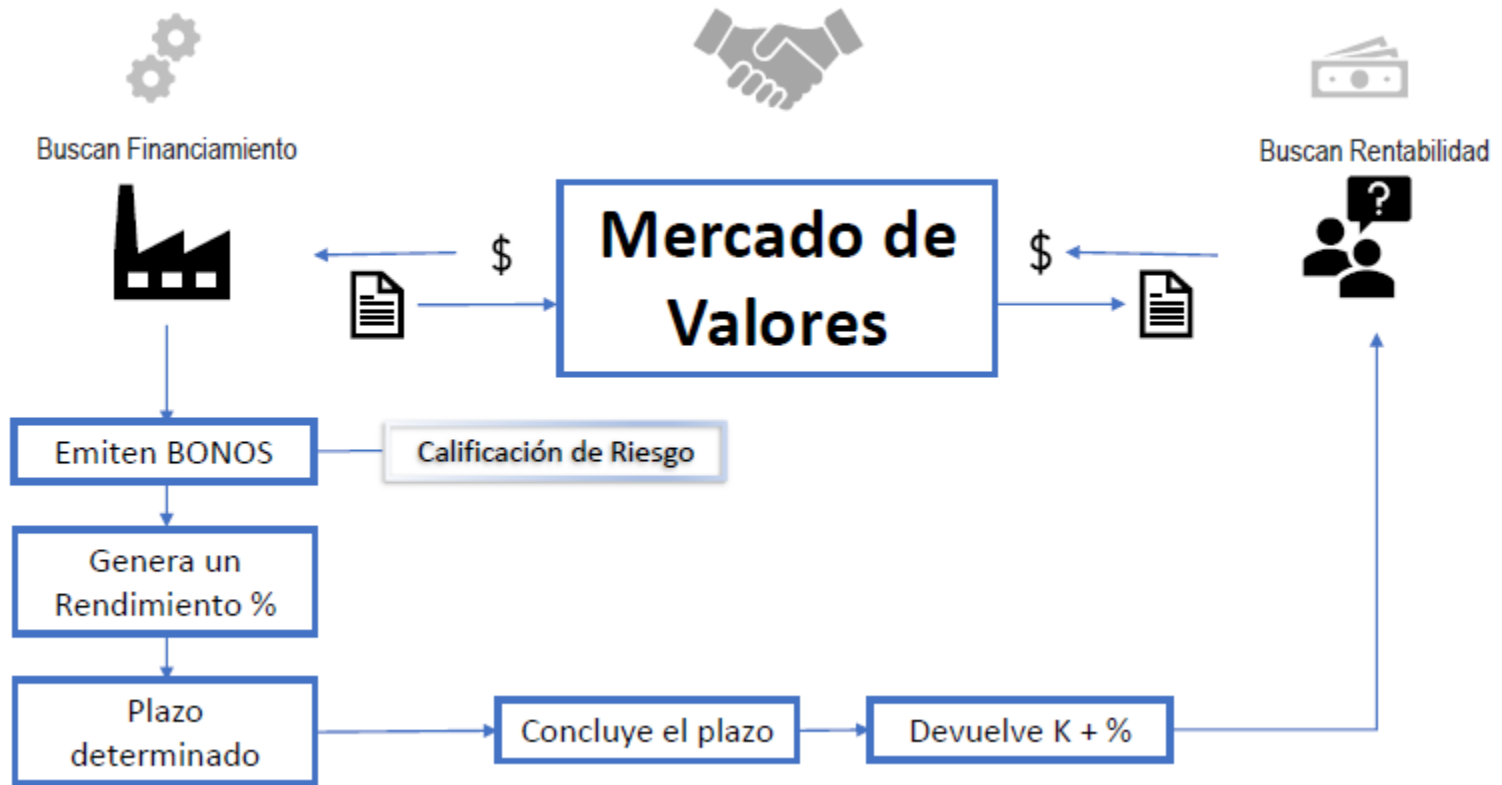 Buscan Financiamiento
Buscan Rentabilidad
?
Mercado de
Valores
$
$
Emiten BONOS
Calificación de Riesgo
Genera un
Rendimiento %
Plazo
determinado
Concluye el plazo
Devuelve K + %